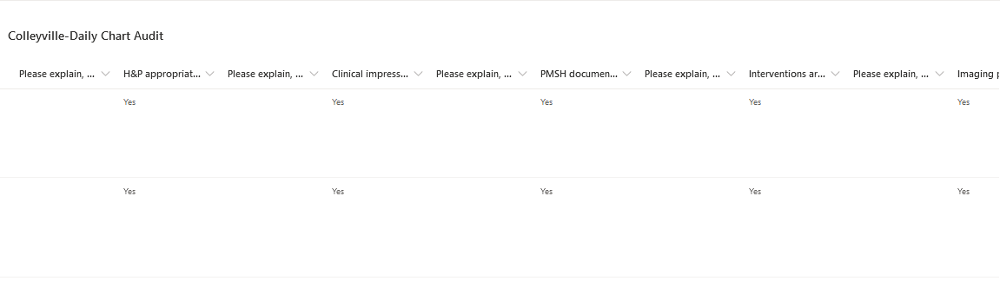 Colleyville-Daily Chart Audit
Please explain, ... H&P appropriat... Please explain, ... Clinical impress... Please explain, ... PMSH documen... Please explain, ... Interventions ar... Please explain, ... Imaging
Yes Yes Yes Yes Yes
Yes Yes Yes Yes Yes